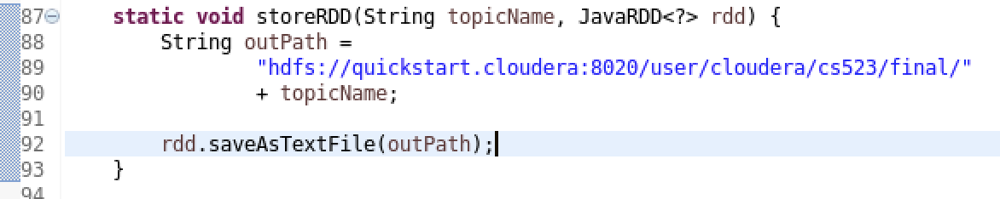 87 static void storeRDD(String topicName, JavaRDD<?> rdd) {
88 String outPath =
89 "hdfs://quickstart.cloudera:8020/user/cloudera/cs523/final/"
90 + topicName;
91
92 rdd.saveAsTextFile(outPath);
93 }
94